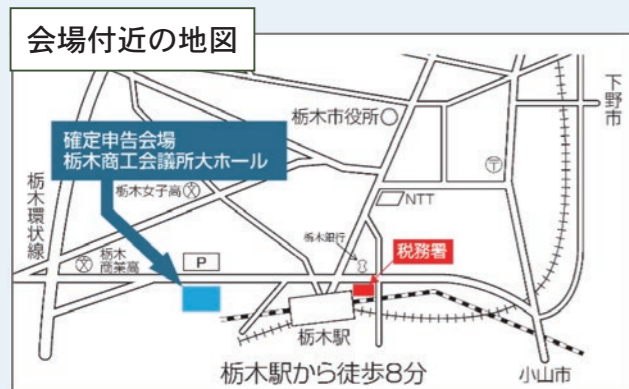 会場付近の地図
下野市
栃木市役所
確定申告会場
栃木商工会議所大ホール
〒
栃木環状線
栃木女子高文
NTT
栃木銀行
税務署
文栃木
商業高
P
栃木駅
栃木駅から徒歩8分
小山市